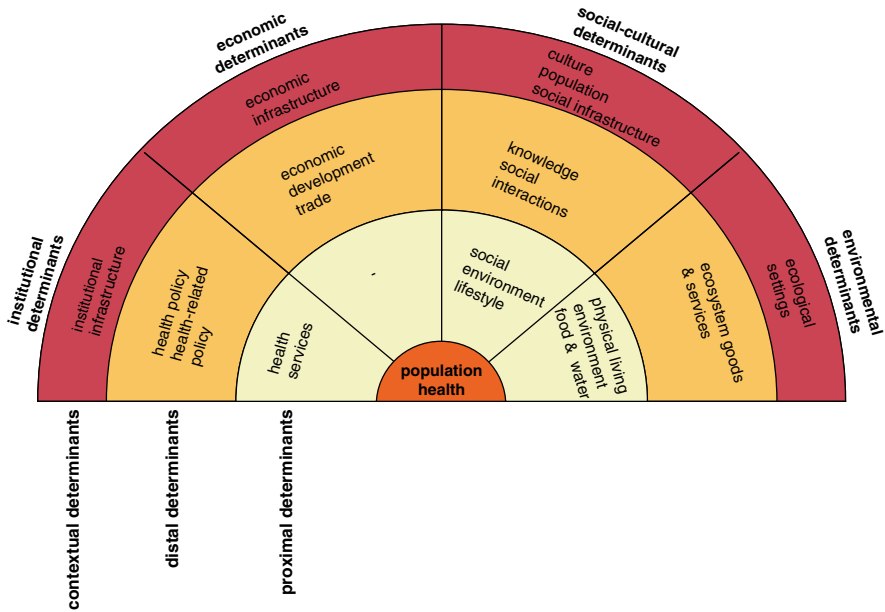 economic
determinants
social-cultural
determinants
institutional
determinants
environmental
determinants
economic
infrastructure
culture
population
social infrastructure
institutional
infrastructure
ecological
settings
economic
development
trade
knowledge
social
interactions
health policy
health-related
policy
ecosystem goods
& services
-
social
environment
lifestyle
health
services
physical living
environment
food & water
population
health
contextual determinants
distal determinants
proximal determinants